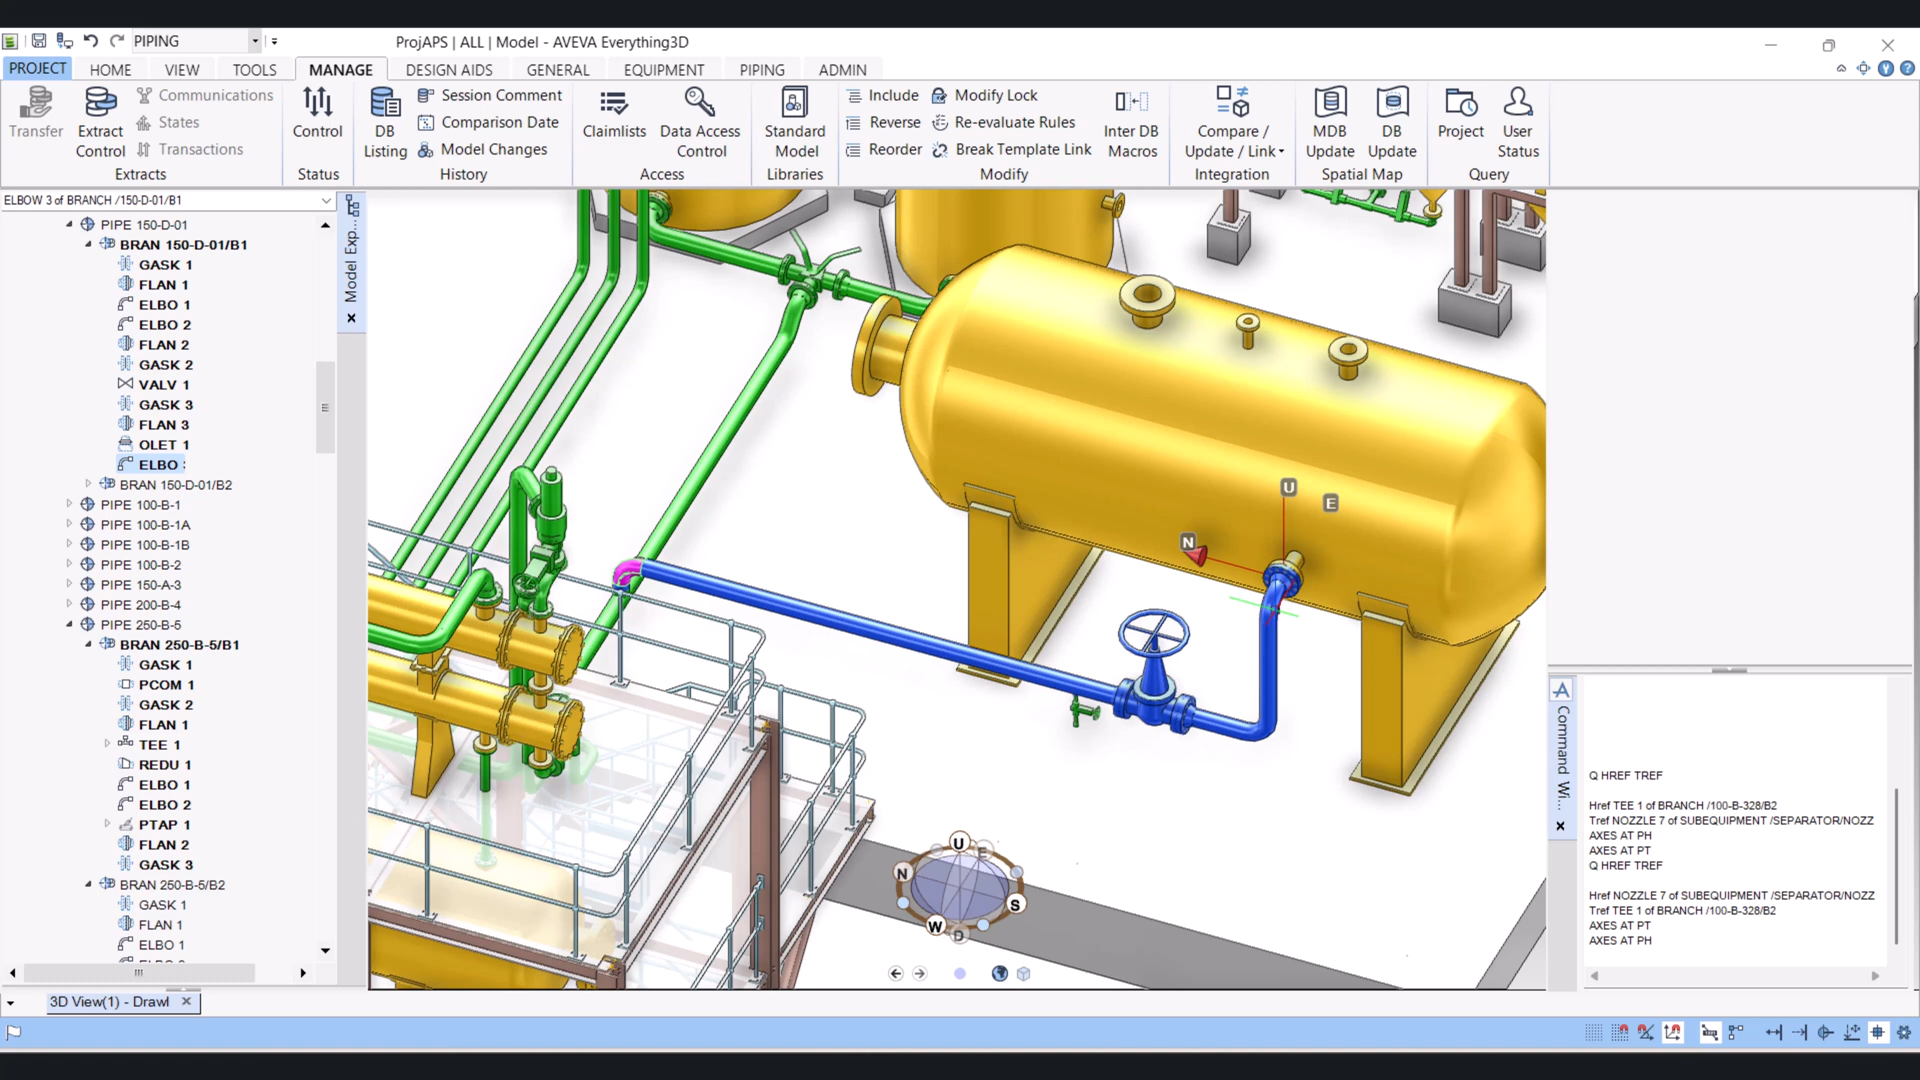 PIPING
ProjAPS | ALL | Model - AVEVA Everything3D
PROJECT
HOME
VIEW
TOOLS
MANAGE
DESIGN AIDS
GENERAL
EQUIPMENT
PIPING
ADMIN
Transfer
Extract Control
Communications
States
Transactions
Extracts
Control
Status
DB Listing
Session Comment
Comparison Date
Model Changes
History
Claimlists
Data Access Control
Access
Standard Model
Libraries
Include
Reverse
Reorder
Modify Lock
Re-evaluate Rules
Break Template Link
Inter DB Macros
Modify
Compare / Update / Link
Integration
MDB Update
DB Update
Spatial Map
Project
User Status
Query
ELBOW 3 of BRANCH /150-D-01/B1
PIPE 150-D-01
BRAN 150-D-01/B1
GASK 1
FLAN 1
ELBO 1
ELBO 2
FLAN 2
GASK 2
VALV 1
GASK 3
FLAN 3
OLET 1
ELBO
BRAN 150-D-01/B2
PIPE 100-B-1
PIPE 100-B-1A
PIPE 100-B-1B
PIPE 100-B-2
PIPE 150-A-3
PIPE 200-B-4
PIPE 250-B-5
BRAN 250-B-5/B1
GASK 1
PCOM 1
GASK 2
FLAN 1
TEE 1
REDU 1
ELBO 1
ELBO 2
PTAP 1
FLAN 2
GASK 3
BRAN 250-B-5/B2
GASK 1
FLAN 1
ELBO 1
Model Exp...
U
E
N
U
E
N
S
W
D
Command Wi...
Q HREF TREF
Href TEE 1 of BRANCH /100-B-328/B2
Tref NOZZLE 7 of SUBEQUIPMENT /SEPARATOR/NOZZ
AXES AT PH
AXES AT PT
Q HREF TREF
Href NOZZLE 7 of SUBEQUIPMENT /SEPARATOR/NOZZ
Tref TEE 1 of BRANCH /100-B-328/B2
AXES AT PT
AXES AT PH
3D View(1) - Drawl